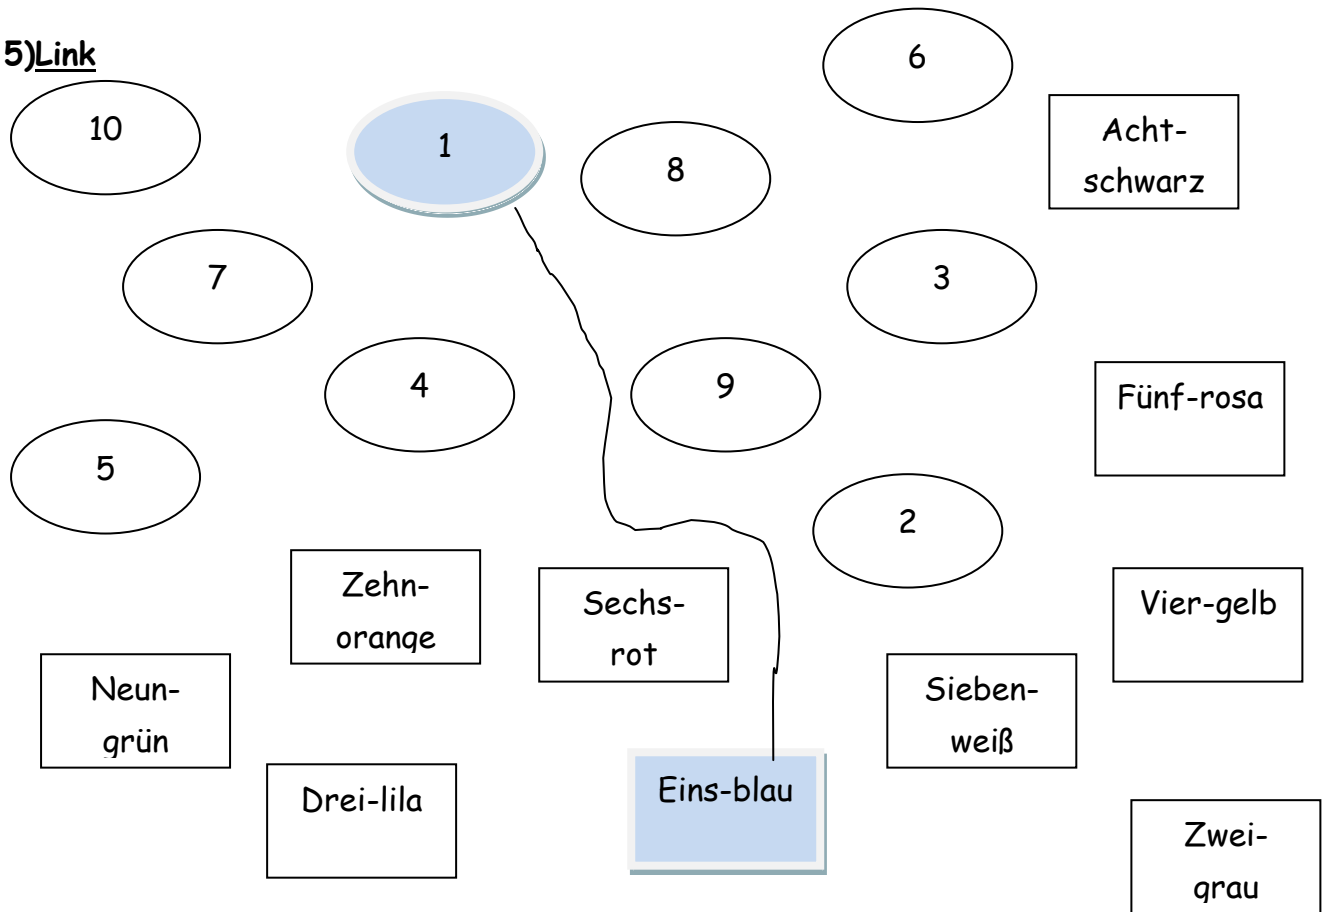 5)Link
6
10
1
8
Acht-
schwarz
7
3
4
9
Fünf-rosa
5
2
Zehn-
orange
Sechs-
rot
Vier-gelb
Neun-
grün
Sieben-
weiß
Drei-lila
Eins-blau
Zwei-
grau